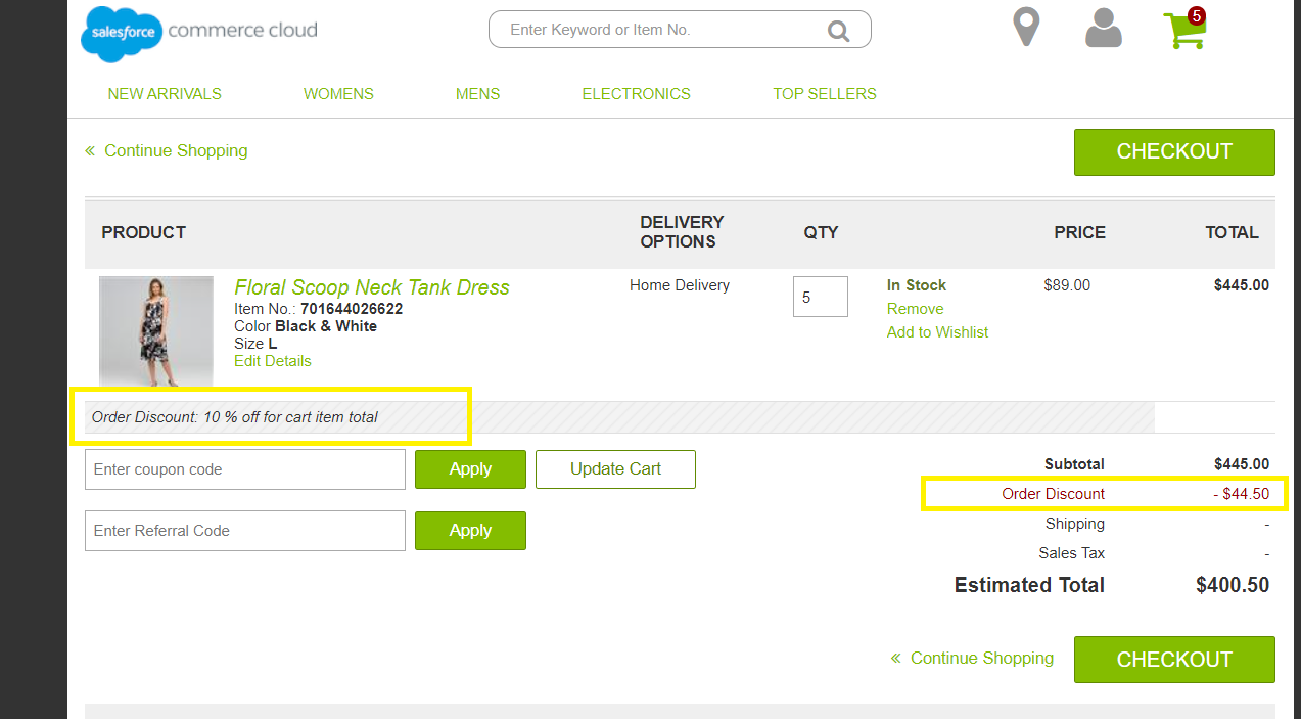 salesforce commerce cloud
Enter Keyword or Item No.
5
NEW ARRIVALS WOMENS MENS ELECTRONICS TOP SELLERS
« Continue Shopping
CHECKOUT
PRODUCT DELIVERY OPTIONS QTY PRICE TOTAL
Floral Scoop Neck Tank Dress
Item No.: 701644026622
Color Black & White
Size L
Edit Details
Home Delivery
5
In Stock
Remove
Add to Wishlist
$89.00
$445.00
Order Discount: 10 % off for cart item total
Enter coupon code Apply Update Cart
Enter Referral Code Apply
Subtotal $445.00
Order Discount - $44.50
Shipping -
Sales Tax -
Estimated Total $400.50
« Continue Shopping CHECKOUT